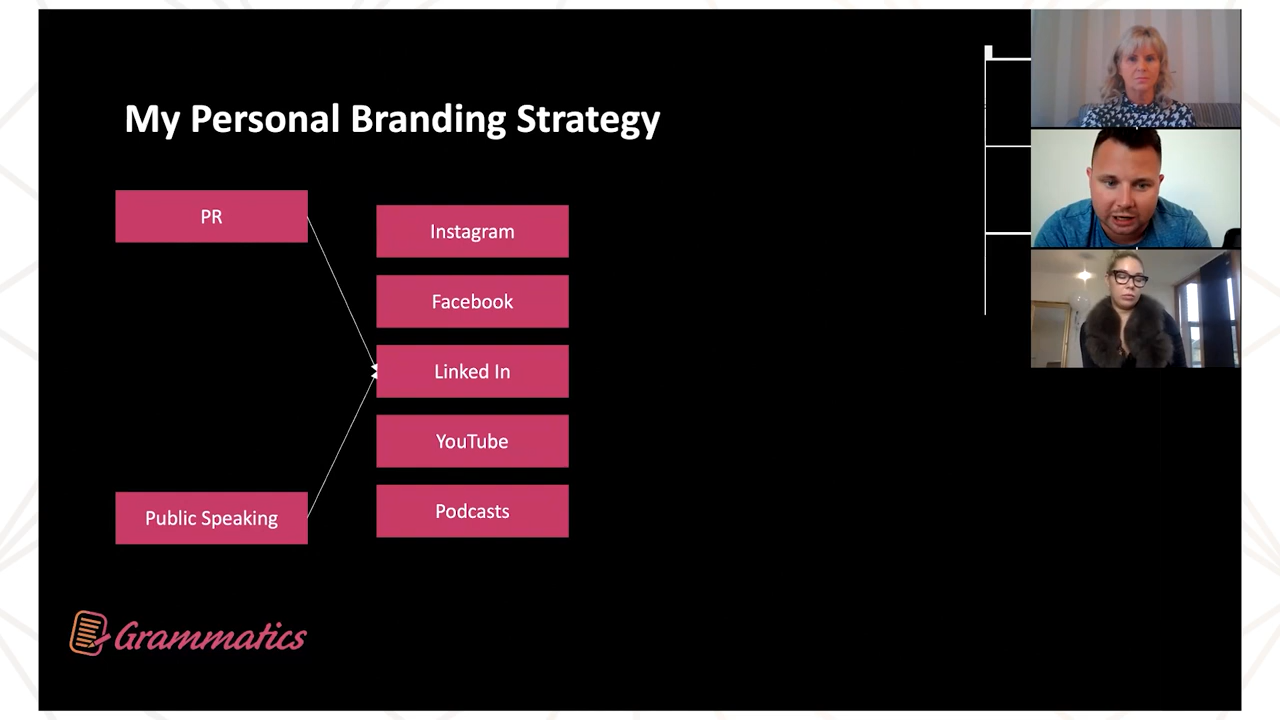 My Personal Branding Strategy
PR
Instagram
Facebook
Linked In
YouTube
Podcasts
Public Speaking
Grammatics